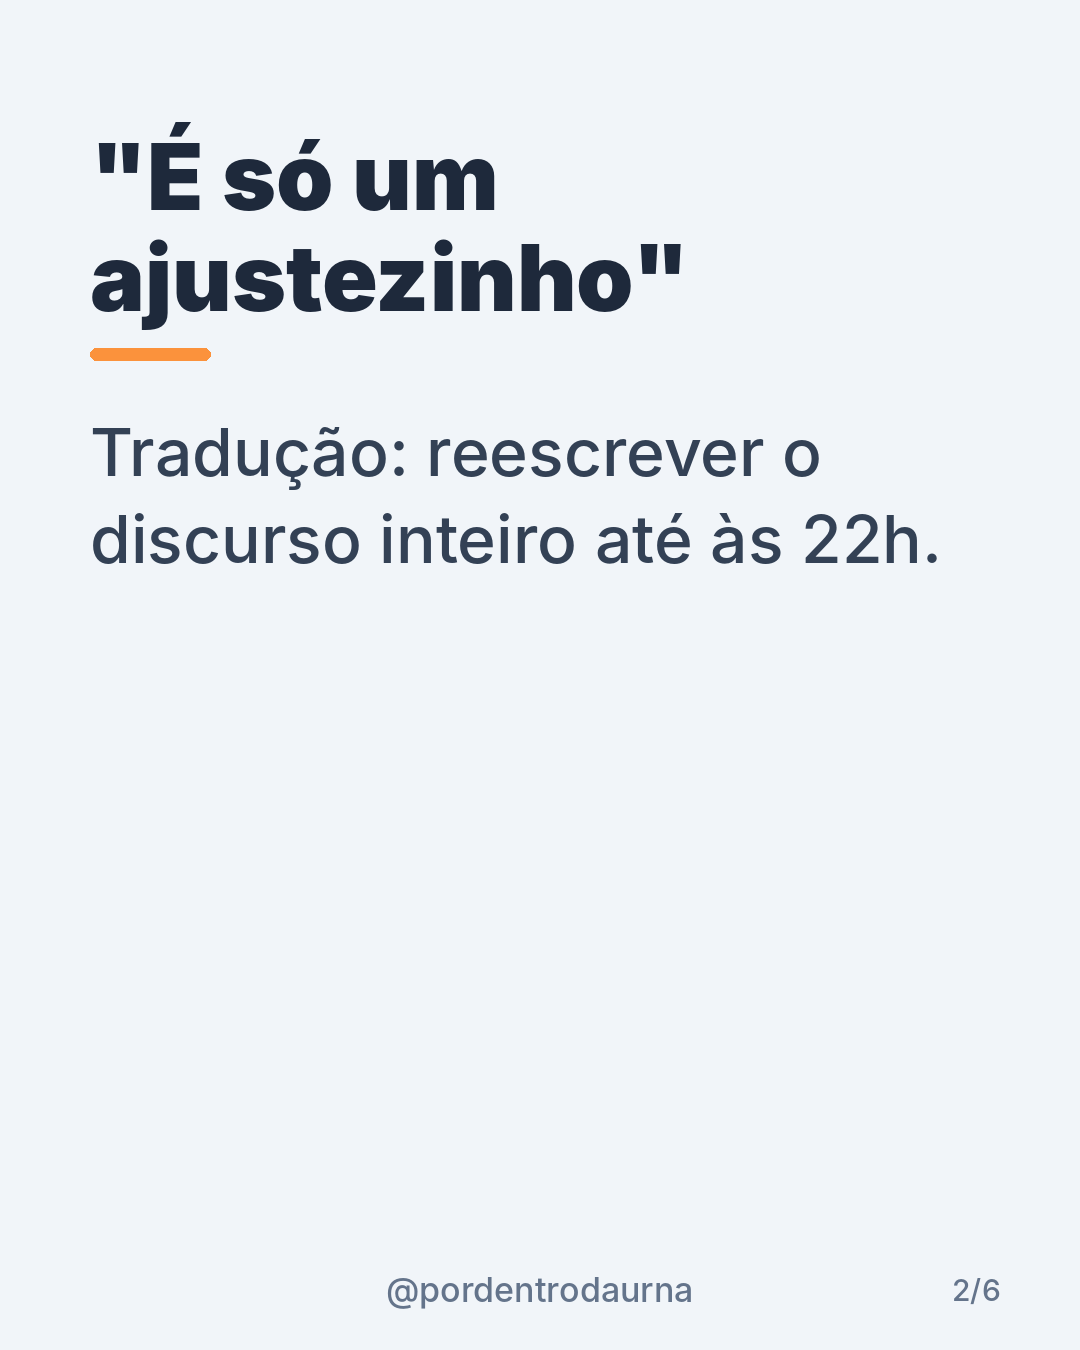 "É só um
ajustezinho"
Tradução: reescrever o
discurso inteiro até às 22h.
@pordentrodaurna
2/6